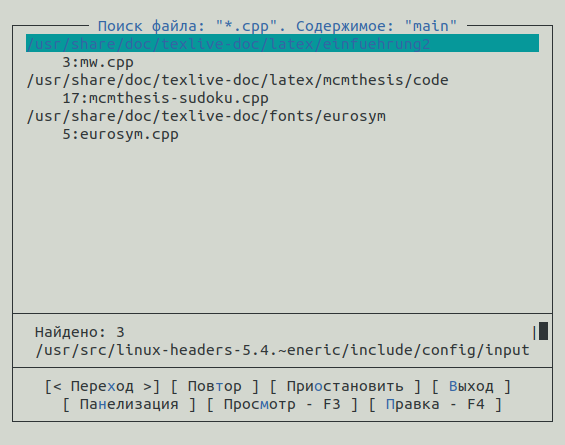 Поиск файла: "*.cpp". Содержимое: "main"
/usr/share/doc/texlive-doc/latex/einfuehrung2
3:mw.cpp
/usr/share/doc/texlive-doc/latex/mcmthesis/code
17:mcmthesis-sudoku.cpp
/usr/share/doc/texlive-doc/fonts/eurosym
5:eurosym.cpp
Найдено: 3 |
/usr/src/linux-headers-5.4.~eneric/include/config/input
[< Переход >] [ Повтор ] [ Приостановить ] [ Выход ]
[ Панелизация ] [ Просмотр - F3 ] [ Правка - F4 ]